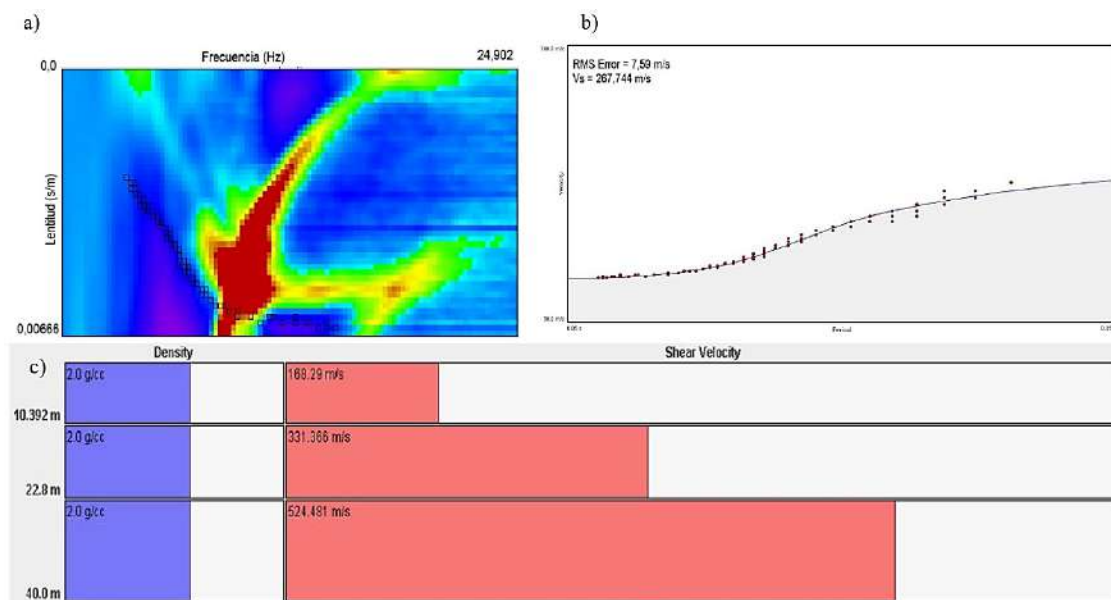 a)
Frecuencia (Hz)
24,902
0,0
Lentitud (s/m)
0,00666
b)
RMS Error = 7,59 m/s
Vs = 267,744 m/s
Velocity
Period
c)
Density
Shear Velocity
2.0 g/cc
168.29 m/s
10.392 m
2.0 g/cc
331.366 m/s
22.8 m
2.0 g/cc
524.481 m/s
40.0 m